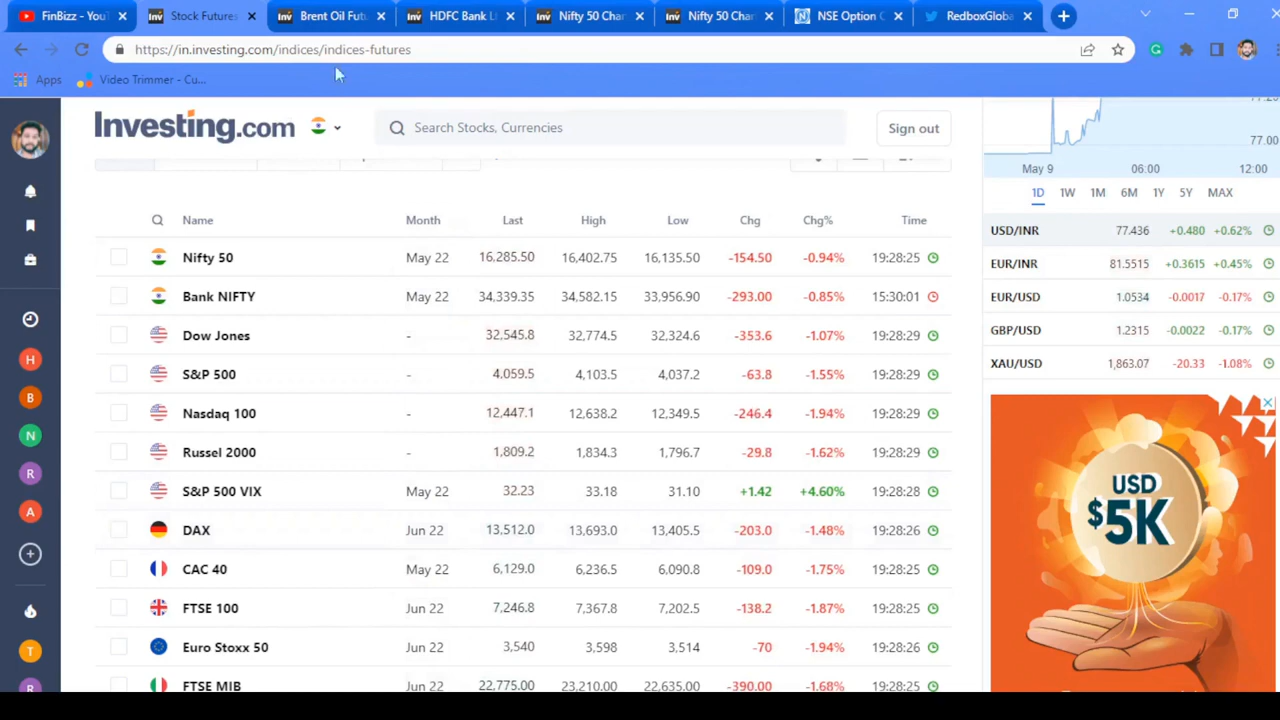 FinBizz - YouT
Stock Futures
Brent Oil Futu
HDFC Bank L
Nifty 50 Char
Nifty 50 Char
NSE Option C
RedboxGloba
https://in.investing.com/indices/indices-futures
Apps
Video Trimmer - Cu...
Investing.com
Search Stocks, Currencies
Sign out
77.00
May 9 06:00 12:00
1D 1W 1M 6M 1Y 5Y MAX
Name Month Last High Low Chg Chg% Time
Nifty 50 May 22 16,285.50 16,402.75 16,135.50 -154.50 -0.94% 19:28:25
Bank NIFTY May 22 34,339.35 34,582.15 33,956.90 -293.00 -0.85% 15:30:01
Dow Jones - 32,545.8 32,774.5 32,324.6 -353.6 -1.07% 19:28:29
S&P 500 - 4,059.5 4,103.5 4,037.2 -63.8 -1.55% 19:28:29
Nasdaq 100 - 12,447.1 12,638.2 12,349.5 -246.4 -1.94% 19:28:29
Russel 2000 - 1,809.2 1,834.3 1,796.7 -29.8 -1.62% 19:28:29
S&P 500 VIX May 22 32.23 33.18 31.10 +1.42 +4.60% 19:28:28
DAX Jun 22 13,512.0 13,693.0 13,405.5 -203.0 -1.48% 19:28:26
CAC 40 May 22 6,129.0 6,236.5 6,090.8 -109.0 -1.75% 19:28:25
FTSE 100 Jun 22 7,246.8 7,367.8 7,202.5 -138.2 -1.87% 19:28:25
Euro Stoxx 50 Jun 22 3,540 3,598 3,514 -70 -1.94% 19:28:26
FTSE MIB Jun 22 22,775.00 23,210.00 22,635.00 -390.00 -1.68% 19:28:25
USD/INR 77.436 +0.480 +0.62%
EUR/INR 81.5515 +0.3615 +0.45%
EUR/USD 1.0534 -0.0017 -0.17%
GBP/USD 1.2315 -0.0022 -0.17%
XAU/USD 1,863.07 -20.33 -1.08%
USD
$5K
H
B
N
R
A
T
R